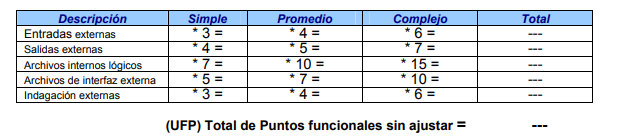 Descripción Simple Promedio Complejo Total
Entradas externas * 3 = * 4 = * 6 = ---
Salidas externas * 4 = * 5 = * 7 = ---
Archivos internos lógicos * 7 = * 10 = * 15 = ---
Archivos de interfaz externa * 5 = * 7 = * 10 = ---
Indagación externas * 3 = * 4 = * 6 = ---
(UFP) Total de Puntos funcionales sin ajustar = ---